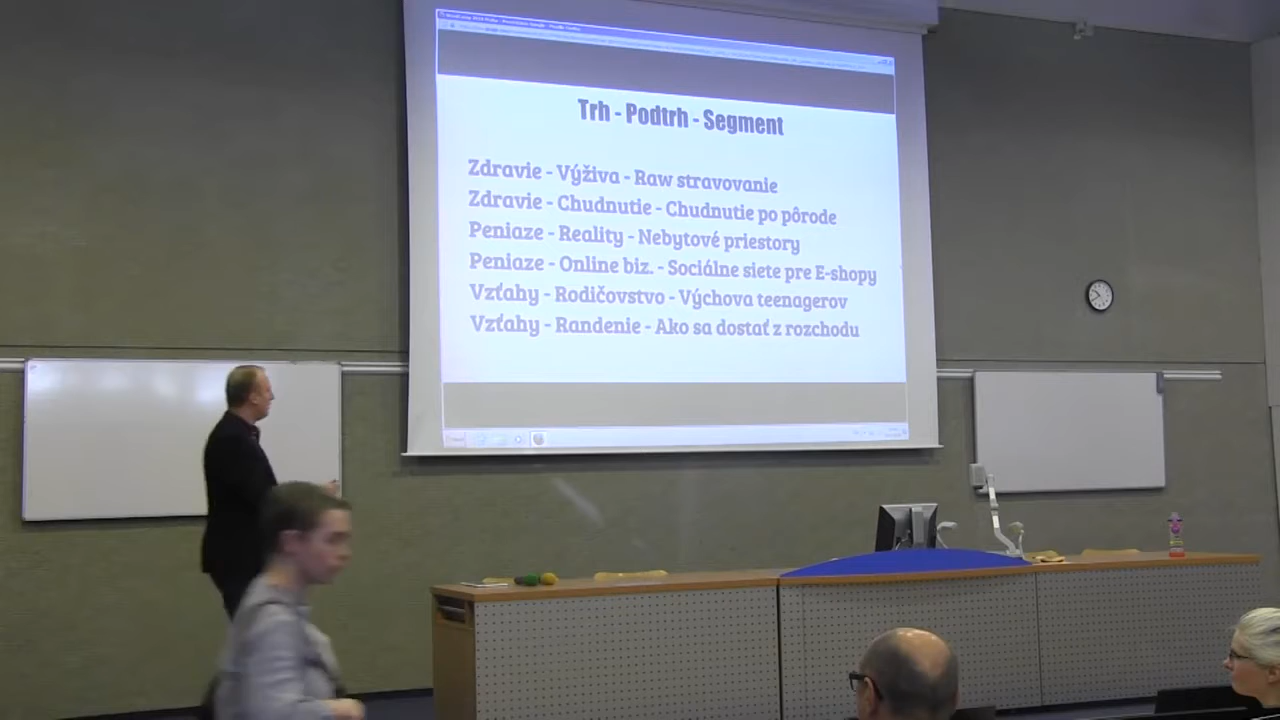 Trh - Podtrh - Segment
Zdravie - Výživa - Raw stravovanie
Zdravie - Chudnutie - Chudnutie po pôrode
Peniaze - Reality - Nebytové priestory
Peniaze - Online biz. - Sociálne siete pre E-shopy
Vzťahy - Rodičovstvo - Výchova teenagerov
Vzťahy - Randenie - Ako sa dostať z rozchodu